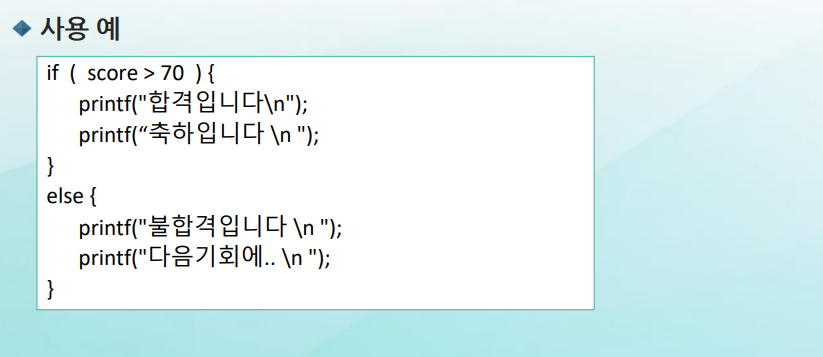 사용 예
if ( score > 70 ) {
printf("합격입니다\n");
printf(“축하입니다 \n ");
}
else {
printf("불합격입니다 \n ");
printf("다음기회에.. \n ");
}